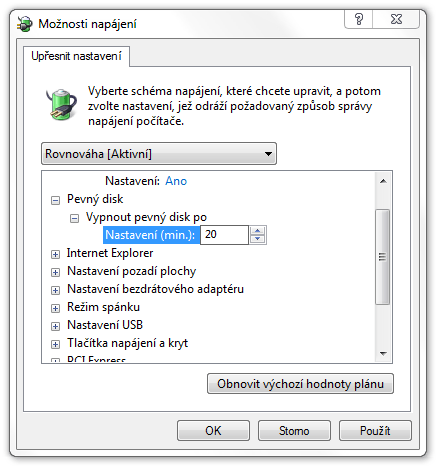 Možnosti napájení
Upřesnit nastavení
Vyberte schéma napájení, které chcete upravit, a potom
zvolte nastavení, jež odráží požadovaný způsob správy
napájení počítače.
Rovnováha [Aktivní]
Nastavení: Ano
Pevný disk
Vypnout pevný disk po
Nastavení (min.): 20
Internet Explorer
Nastavení pozadí plochy
Nastavení bezdrátového adaptéru
Režim spánku
Nastavení USB
Tlačítka napájení a kryt
PCI Express
Obnovit výchozí hodnoty plánu
OK Storno Použít